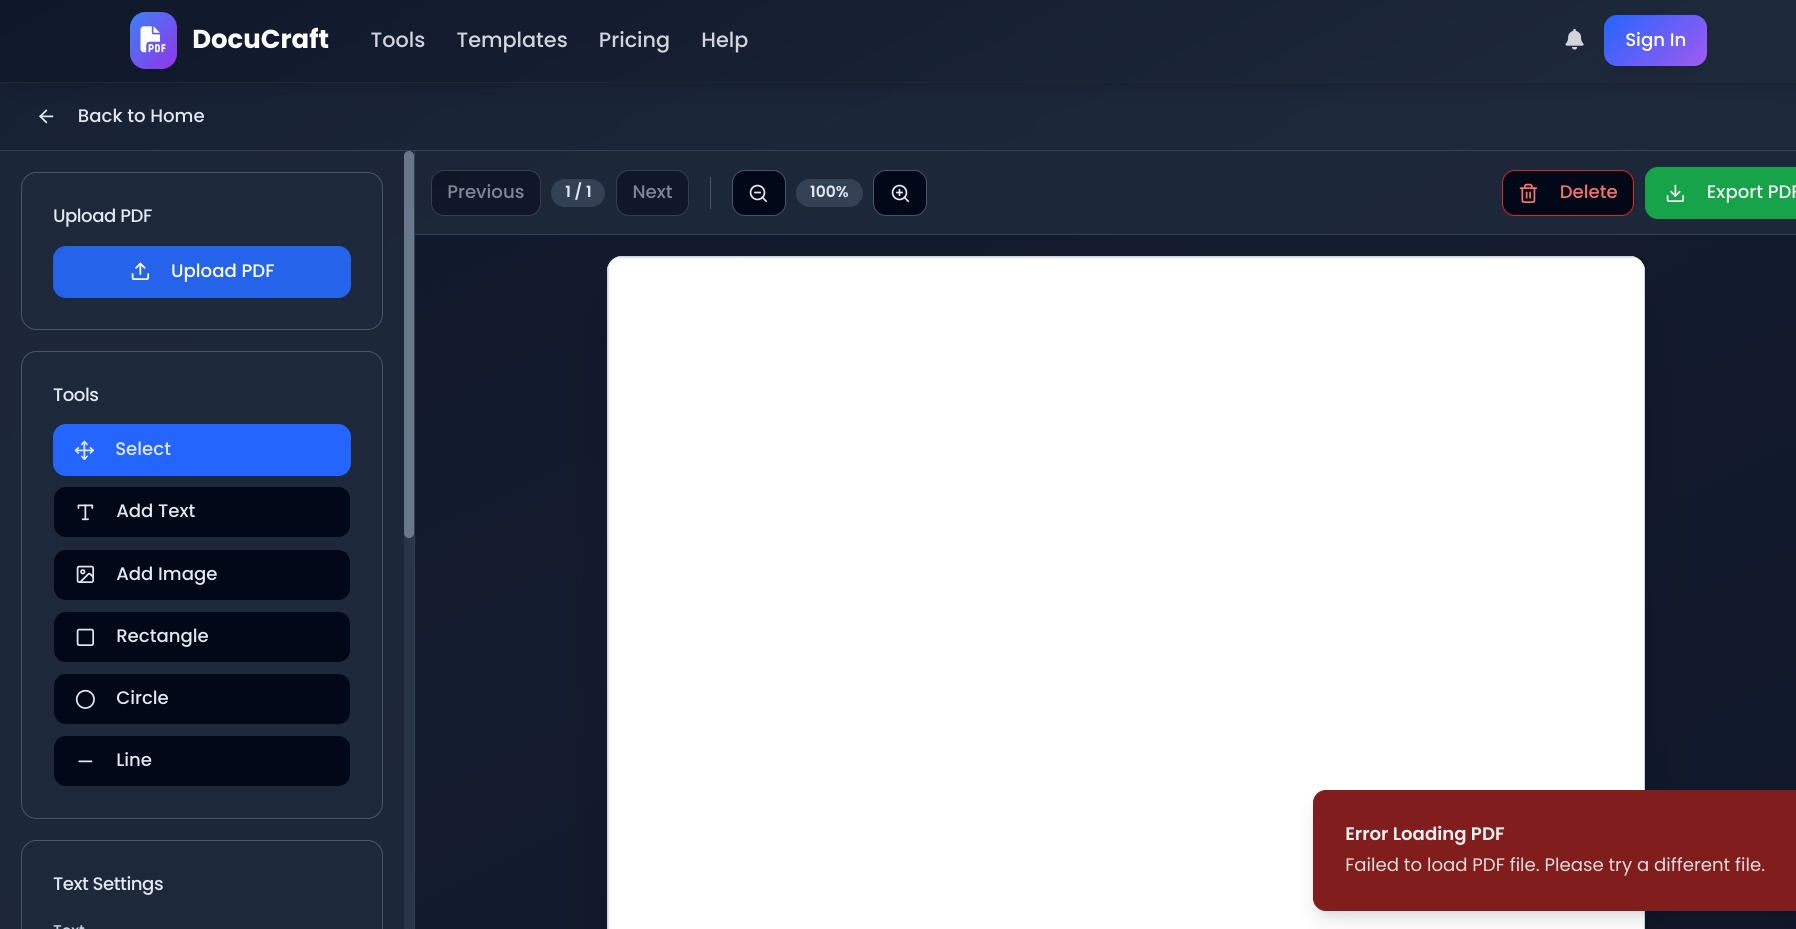 PDF
DocuCraft
Tools
Templates
Pricing
Help
Sign In
Back to Home
Upload PDF
Upload PDF
Tools
Select
Add Text
Add Image
Rectangle
Circle
Line
Text Settings
Text
Previous
1 / 1
Next
100%
Delete
Export PDF
Error Loading PDF
Failed to load PDF file. Please try a different file.